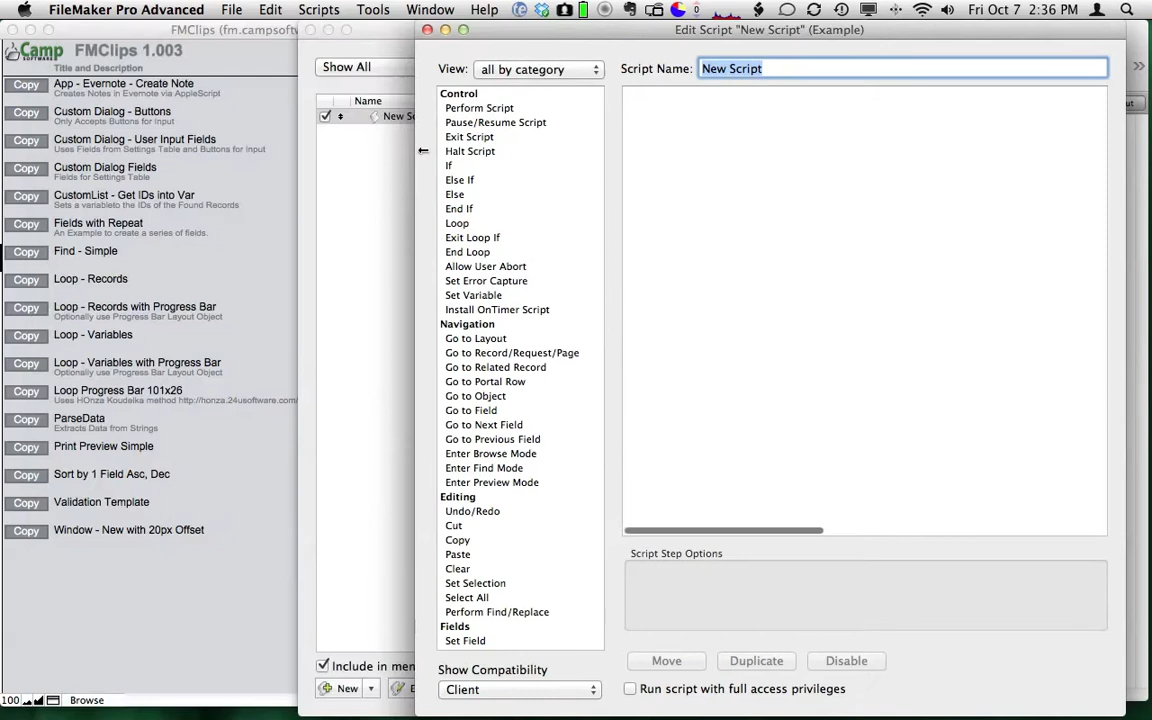 FileMaker Pro Advanced File Edit Scripts Tools Window Help 0 Fri Oct 7 2:36 PM
FMClips (fm.campsoftw
Camp
SOFTWARE
FMClips 1.003
Title and Description
Copy App - Evernote - Create Note
Creates Notes in Evernote via AppleScript
Copy Custom Dialog - Buttons
Only Accepts Buttons for Input
Copy Custom Dialog - User Input Fields
Uses Fields from Settings Table and Buttons for input
Copy Custom Dialog Fields
Fields for Settings Table
Copy CustomList - Get IDs into Var
Sets a variableto the IDs of the Found Records
Copy Fields with Repeat
An Example to create a series of fields.
Copy Find - Simple
Copy Loop - Records
Copy Loop - Records with Progress Bar
Optionally use Progress Bar Layout Object
Copy Loop - Variables
Copy Loop - Variables with Progress Bar
Optionally use Progress Bar Layout Object
Copy Loop Progress Bar 101x26
Uses HOnza Koudelka method http://honza.24usoftware.com/
Copy ParseData
Extracts Data from Strings
Copy Print Preview Simple
Copy Sort by 1 Field Asc, Dec
Copy Validation Template
Copy Window - New with 20px Offset
100 Browse
Show All
Name
New Sc
Include in men
New E
Edit Script "New Script" (Example)
View: all by category
Script Name: New Script
Control
Perform Script
Pause/Resume Script
Exit Script
Halt Script
If
Else If
Else
End If
Loop
Exit Loop If
End Loop
Allow User Abort
Set Error Capture
Set Variable
Install OnTimer Script
Navigation
Go to Layout
Go to Record/Request/Page
Go to Related Record
Go to Portal Row
Go to Object
Go to Field
Go to Next Field
Go to Previous Field
Enter Browse Mode
Enter Find Mode
Enter Preview Mode
Editing
Undo/Redo
Cut
Copy
Paste
Clear
Set Selection
Select All
Perform Find/Replace
Fields
Set Field
Show Compatibility
Client
Script Step Options
Move Duplicate Disable
Run script with full access privileges
ut